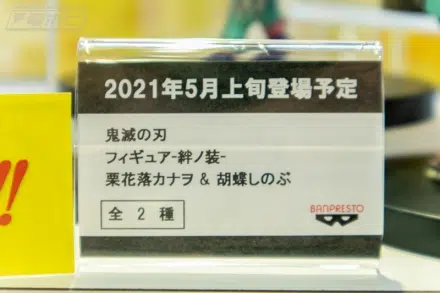 2021年5月上旬登場予定
鬼滅の刃
フィギュア-絆ノ装-
栗花落カナヲ & 胡蝶しのぶ
全 2 種
BANPRESTO
!!